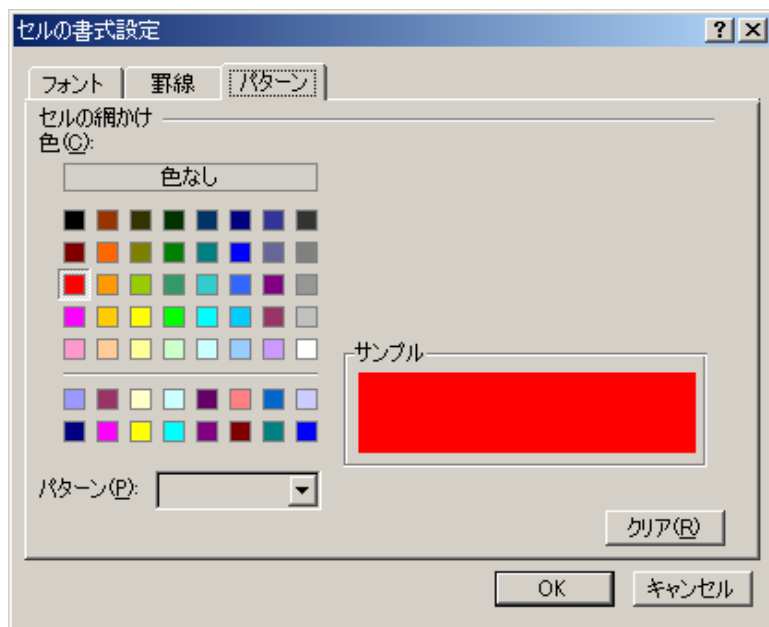 セルの書式設定
フォント 罫線 パターン
セルの網かけ
色(C):
色なし
サンプル
パターン(P):
クリア(R)
OK キャンセル